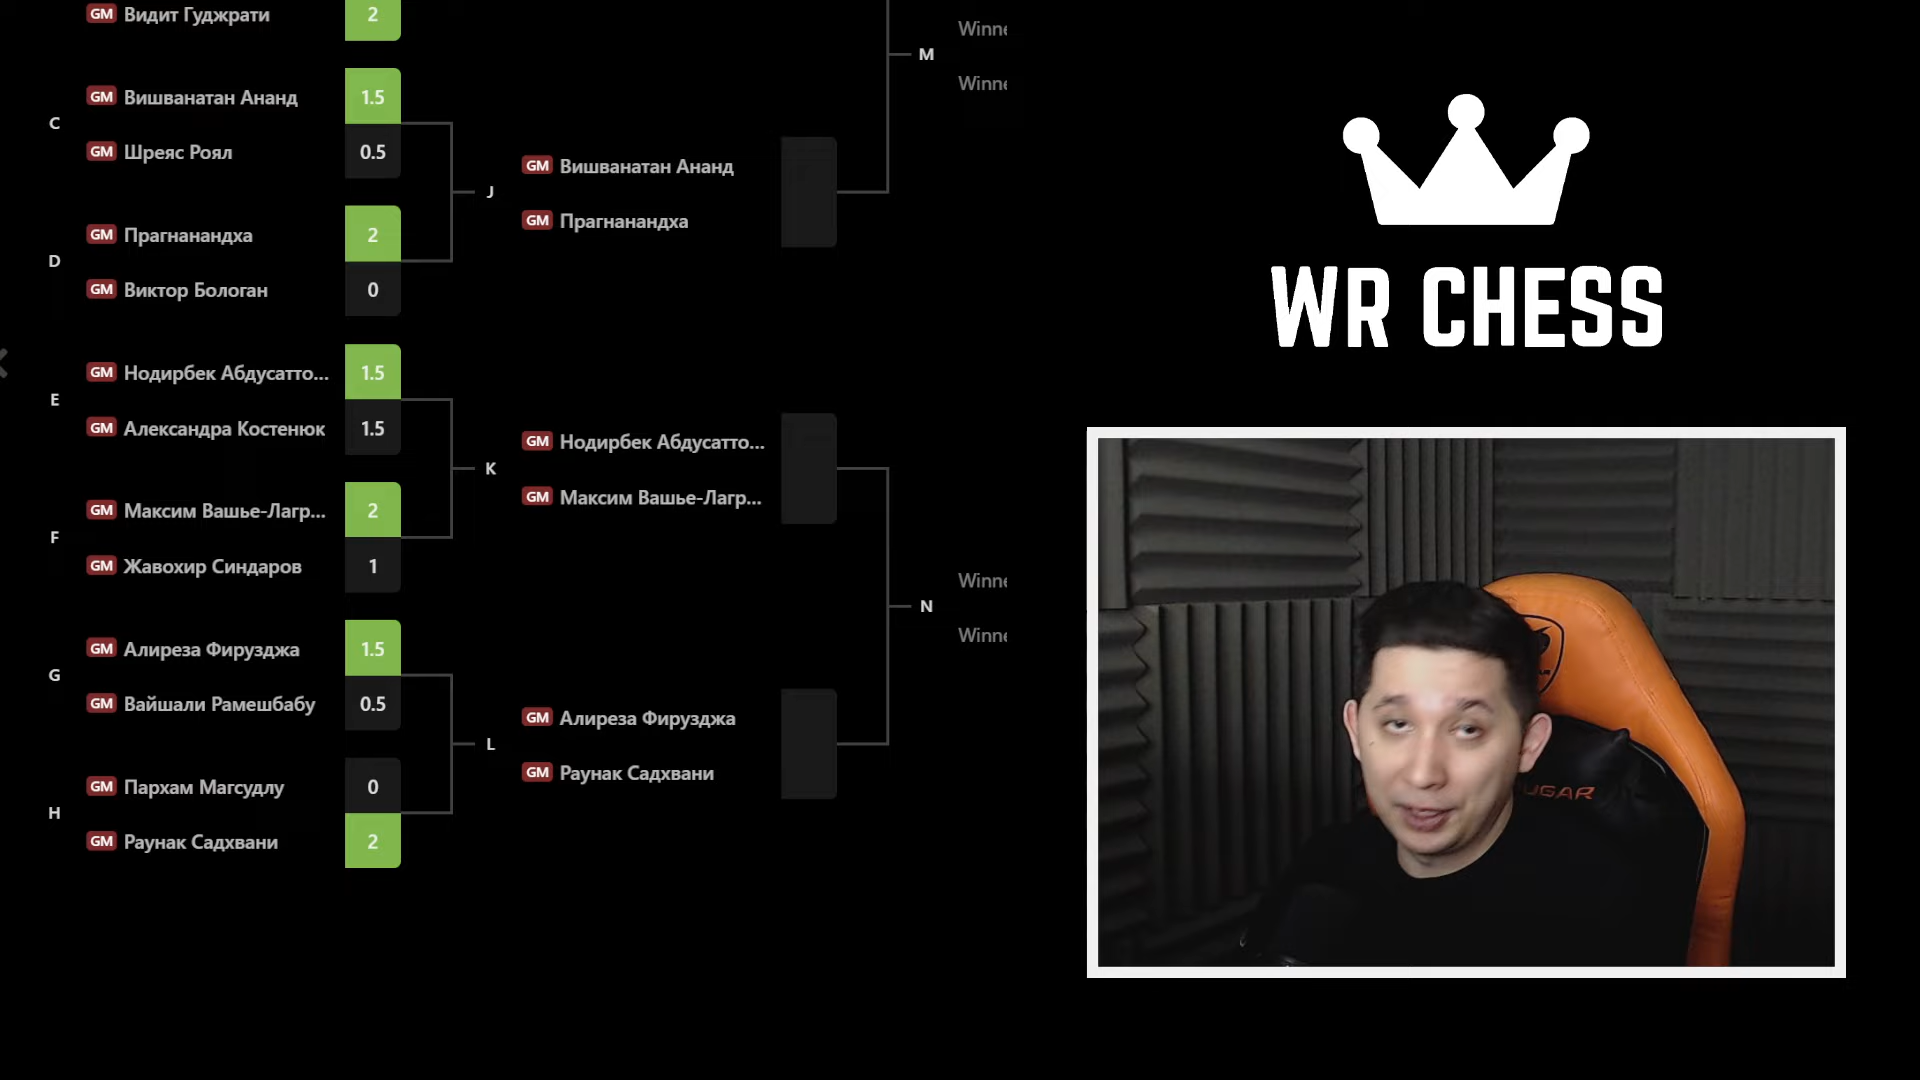 GM Видит Гуджрати 2
C
GM Вишванатан Ананд 1.5
GM Шреяс Роял 0.5
D
GM Прагнанандха 2
GM Виктор Бологан 0
E
GM Нодирбек Абдусатто... 1.5
GM Александра Костенюк 1.5
F
GM Максим Вашье-Лагр... 2
GM Жавохир Синдаров 1
G
GM Алиреза Фирузджа 1.5
GM Вайшали Рамешбабу 0.5
H
GM Пархам Магсудлу 0
GM Раунак Садхвани 2
J
GM Вишванатан Ананд
GM Прагнанандха
K
GM Нодирбек Абдусатто...
GM Максим Вашье-Лагр...
L
GM Алиреза Фирузджа
GM Раунак Садхвани
M
Winne
Winne
N
Winne
Winne
WR CHESS
UGAR